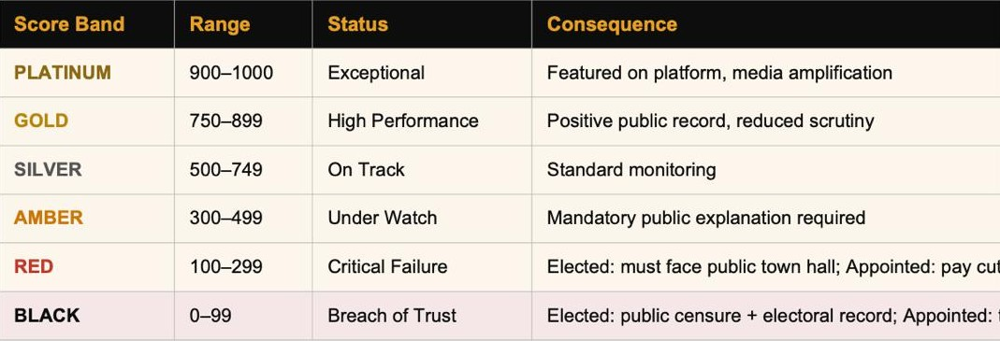 Score Band Range Status Consequence
PLATINUM 900–1000 Exceptional Featured on platform, media amplification
GOLD 750–899 High Performance Positive public record, reduced scrutiny
SILVER 500–749 On Track Standard monitoring
AMBER 300–499 Under Watch Mandatory public explanation required
RED 100–299 Critical Failure Elected: must face public town hall; Appointed: pay cut
BLACK 0–99 Breach of Trust Elected: public censure + electoral record; Appointed: